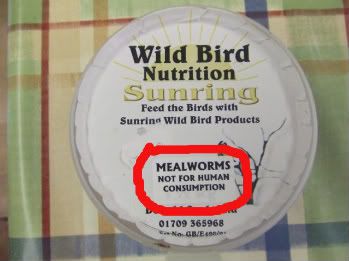 Wild Bird
Nutrition
Sunring
Feed the Birds with
Sunring Wild Bird Products
MEALWORMS
NOT FOR HUMAN
CONSUMPTION
01709 365968